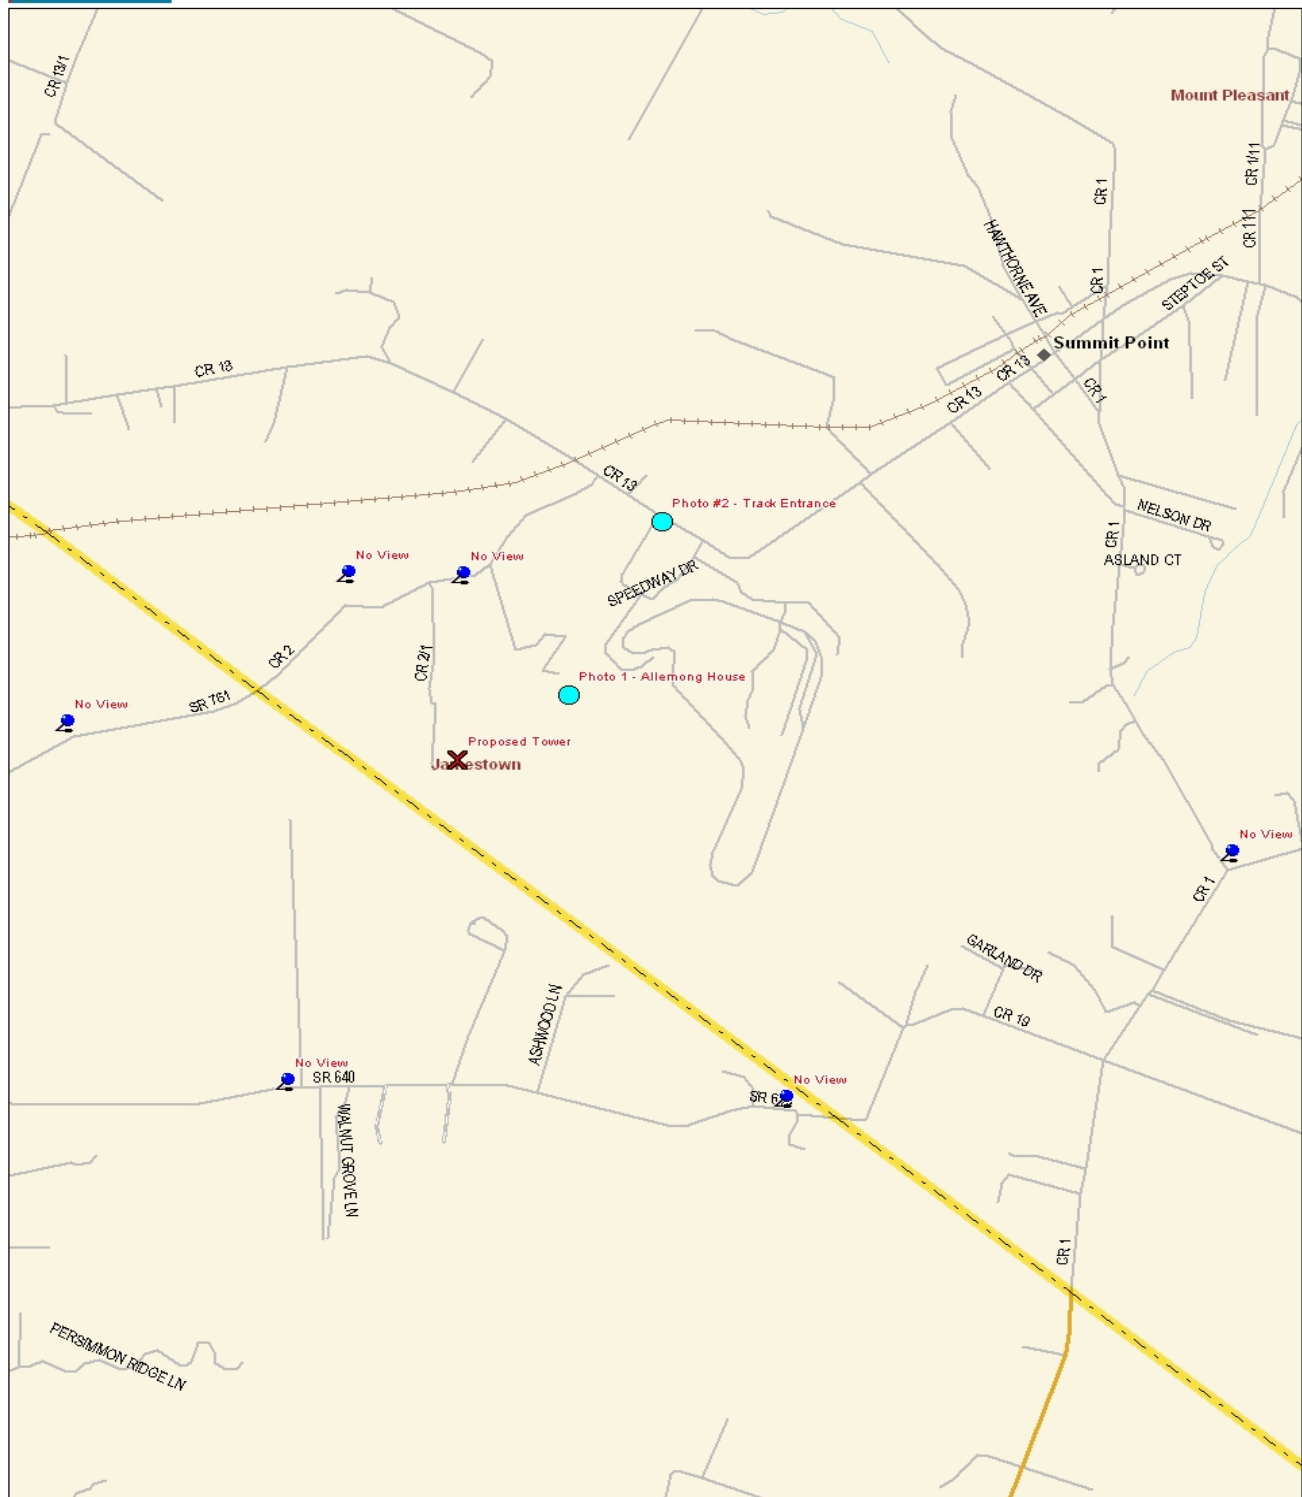 CR 13/1
Mount Pleasant
CR 1/11
CR 1
CR 111
HAWTHORNE AVE
CR 1
STEPTOE ST
Summit Point
CR 13
CR 13
CR 1
CR 13
CR 13
Photo #2 - Track Entrance
NELSON DR
CR 1
ASLAND CT
No View
No View
SPEEDWAY DR
CR 2
CR 2/1
Photo 1 - Allemong House
SR 761
No View
Proposed Tower
Jamestown
No View
CR 1
GARLAND DR
ASHWOOD LN
CR 19
No View
SR 640
No View
WALNUT GROVE LN
CR 1
PERSIMMON RIDGE LN